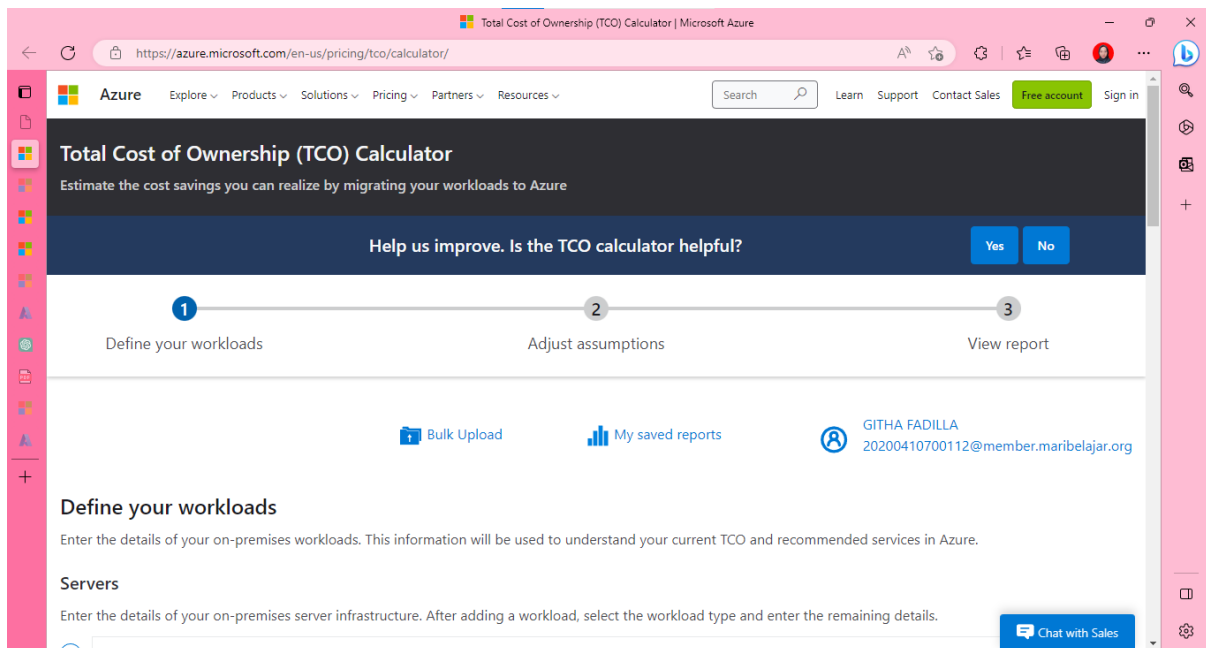 Total Cost of Ownership (TCO) Calculator | Microsoft Azure
https://azure.microsoft.com/en-us/pricing/tco/calculator/
Azure Explore Products Solutions Pricing Partners Resources Search Learn Support Contact Sales Free account Sign in
Total Cost of Ownership (TCO) Calculator
Estimate the cost savings you can realize by migrating your workloads to Azure
Help us improve. Is the TCO calculator helpful? Yes No
1 2 3
Define your workloads Adjust assumptions View report
Bulk Upload My saved reports GITHA FADILLA
20200410700112@member.maribelajar.org
Define your workloads
Enter the details of your on-premises workloads. This information will be used to understand your current TCO and recommended services in Azure.
Servers
Enter the details of your on-premises server infrastructure. After adding a workload, select the workload type and enter the remaining details.
Chat with Sales